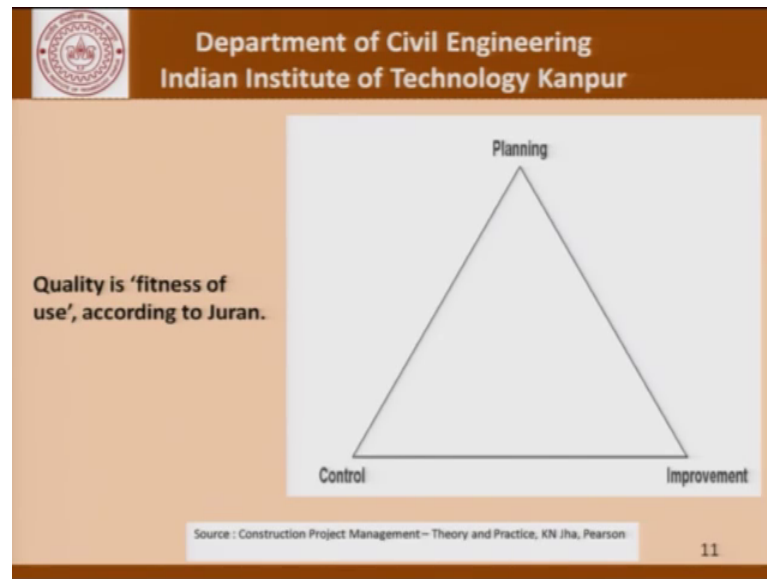 Department of Civil Engineering
Indian Institute of Technology Kanpur
Planning
Quality is ‘fitness of
use’, according to Juran.
Control
Improvement
Source : Construction Project Management – Theory and Practice, KN Jha, Pearson
11